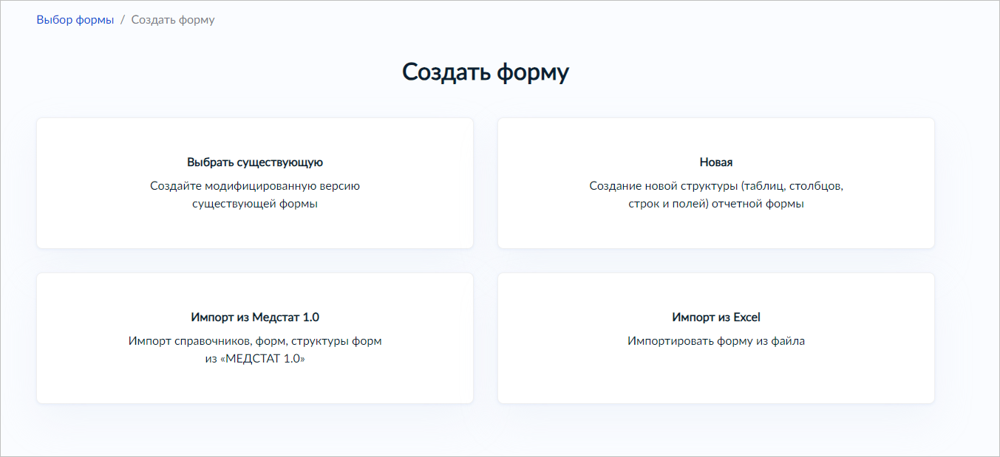 Выбор формы / Создать форму
Создать форму
Выбрать существующую
Создайте модифицированную версию
существующей формы
Новая
Создание новой структуры (таблиц, столбцов,
строк и полей) отчетной формы
Импорт из Медстат 1.0
Импорт справочников, форм, структуры форм
из «МЕДСТАТ 1.0»
Импорт из Excel
Импортировать форму из файла